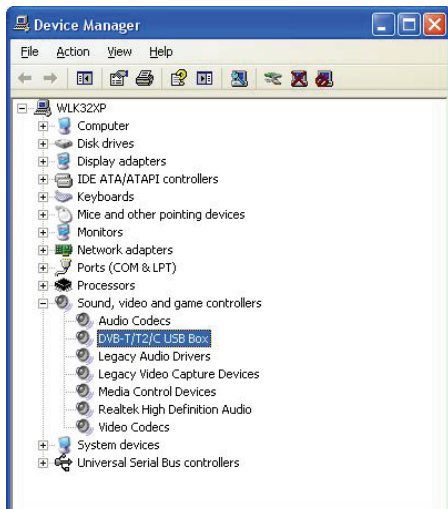 Device Manager
File Action View Help
WLK32XP
Computer
Disk drives
Display adapters
IDE ATA/ATAPI controllers
Keyboards
Mice and other pointing devices
Monitors
Network adapters
Ports (COM & LPT)
Processors
Sound, video and game controllers
Audio Codecs
DVB-T/T2/C USB Box
Legacy Audio Drivers
Legacy Video Capture Devices
Media Control Devices
Realtek High Definition Audio
Video Codecs
System devices
Universal Serial Bus controllers